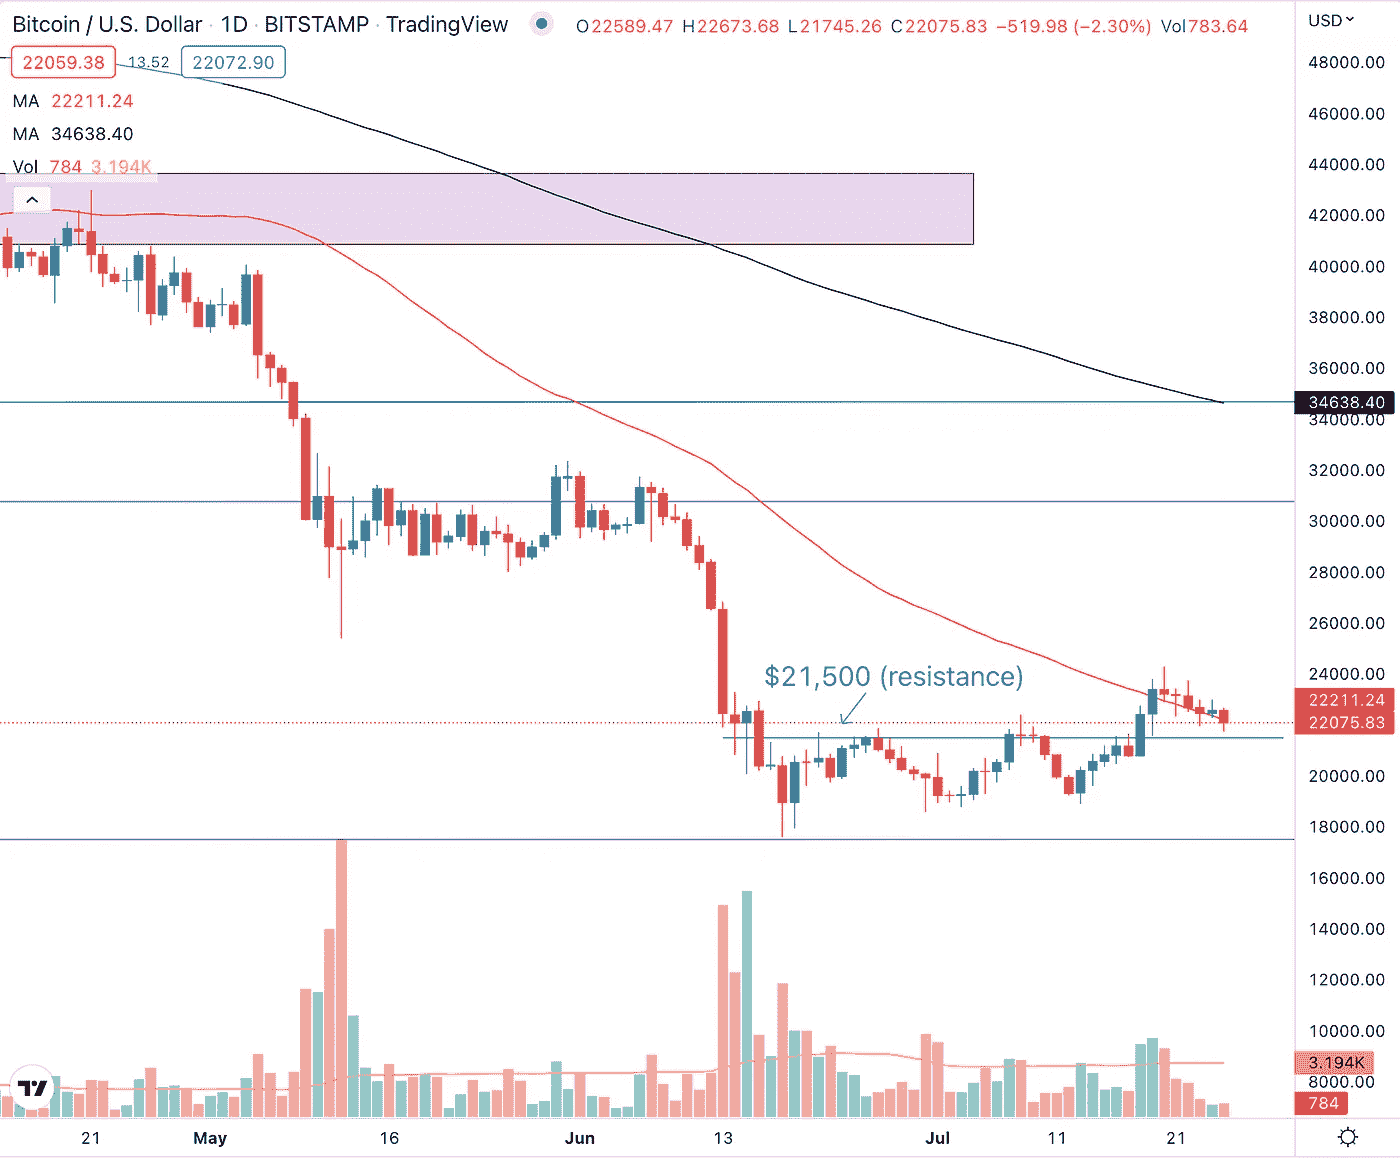 Bitcoin / U.S. Dollar · 1D · BITSTAMP · TradingView O22589.47 H22673.68 L21745.26 C22075.83 −519.98 (−2.30%) Vol783.64
USD
22059.38 13.52 22072.90
MA 22211.24
MA 34638.40
Vol 784 3.194K
48000.00
46000.00
44000.00
42000.00
40000.00
38000.00
36000.00
34638.40
34000.00
32000.00
30000.00
28000.00
26000.00
24000.00
$21,500 (resistance)
22211.24
22075.83
20000.00
18000.00
16000.00
14000.00
12000.00
10000.00
3.194K
8000.00
784
21 May 16 Jun 13 Jul 11 21